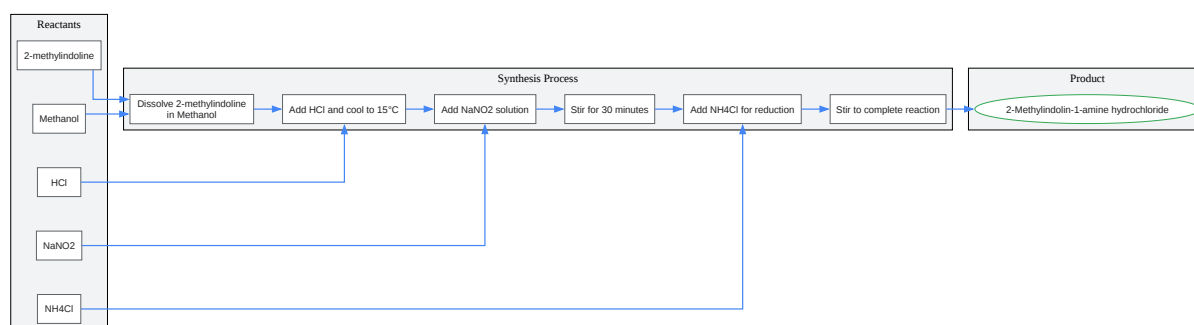 Reactants
2-methylindoline
Methanol
HCl
NaNO2
NH4Cl
Synthesis Process
Dissolve 2-methylindoline
in Methanol
Add HCl and cool to 15°C
Add NaNO2 solution
Stir for 30 minutes
Add NH4Cl for reduction
Stir to complete reaction
Product
2-Methylindolin-1-amine hydrochloride